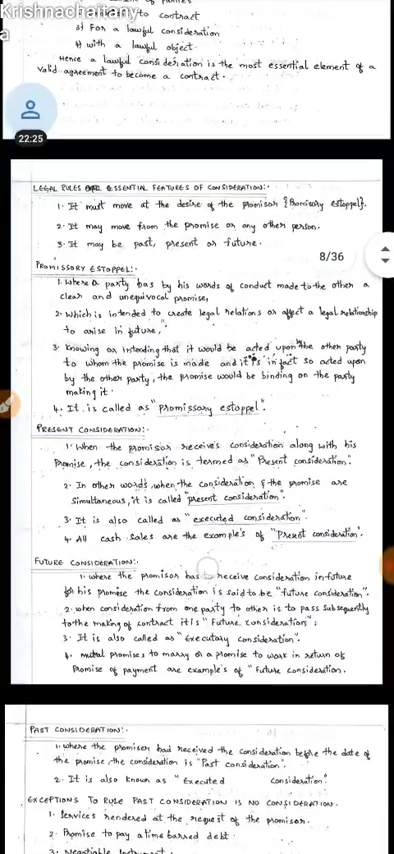 Krishnachaitany
a
to contract
3) For a lawful consideration
4) with a lawful object.
Hence a lawful consideration is the most essential element of a
valid agreement to become a contract.
22:25
LEGAL RULES ESSENTIAL FEATURES OF CONSIDERATION:-
1. It must move at the desire of the promisor {Promissory Estoppel}.
2. It may move from the promise or any other person.
3. It may be past, present or future.
8/36
PROMISSORY ESTOPPEL:-
1. Where a party has by his words of conduct made to the other a
clear and unequivocal promise,
2. Which is intended to create legal relations or affect a legal relationship
to arise in future,
3. Knowing or intending that it would be acted upon the other party
to whom the promise is made and it is in fact so acted upon
by the other party, the promise would be binding on the party
making it.
4. It is called as "promissory estoppel".
PRESENT CONSIDERATION:-
1. When the promisor receives consideration along with his
Promise, the consideration is termed as "Present consideration".
2. In other words, when the consideration & the promise are
simultaneous, it is called "present consideration".
3. It is also called as "executed consideration".
4. All cash sales are the example's of "Present consideration".
FUTURE CONSIDERATION:-
1. Where the promisor has to receive consideration in future
for his promise the consideration is said to be "future consideration".
2. when consideration from one party to other is to pass subsequently
to the making of contract it is "Future consideration";
3. It is also called as "Executory consideration".
4. mutal promises to marry or a promise to work in return of
Promise of payment are example's of "Future consideration.
PAST CONSIDERATION:-
1. where the promiser had received the consideration before the date of
the promise, the consideration is "Past consideration".
2. It is also known as "Executed consideration".
EXCEPTIONS TO RULE PAST CONSIDERATION IS NO CONSIDERATION.
1. Services rendered at the request of the promisor.
2. Promise to pay a time barred debt.
3. Negotiable